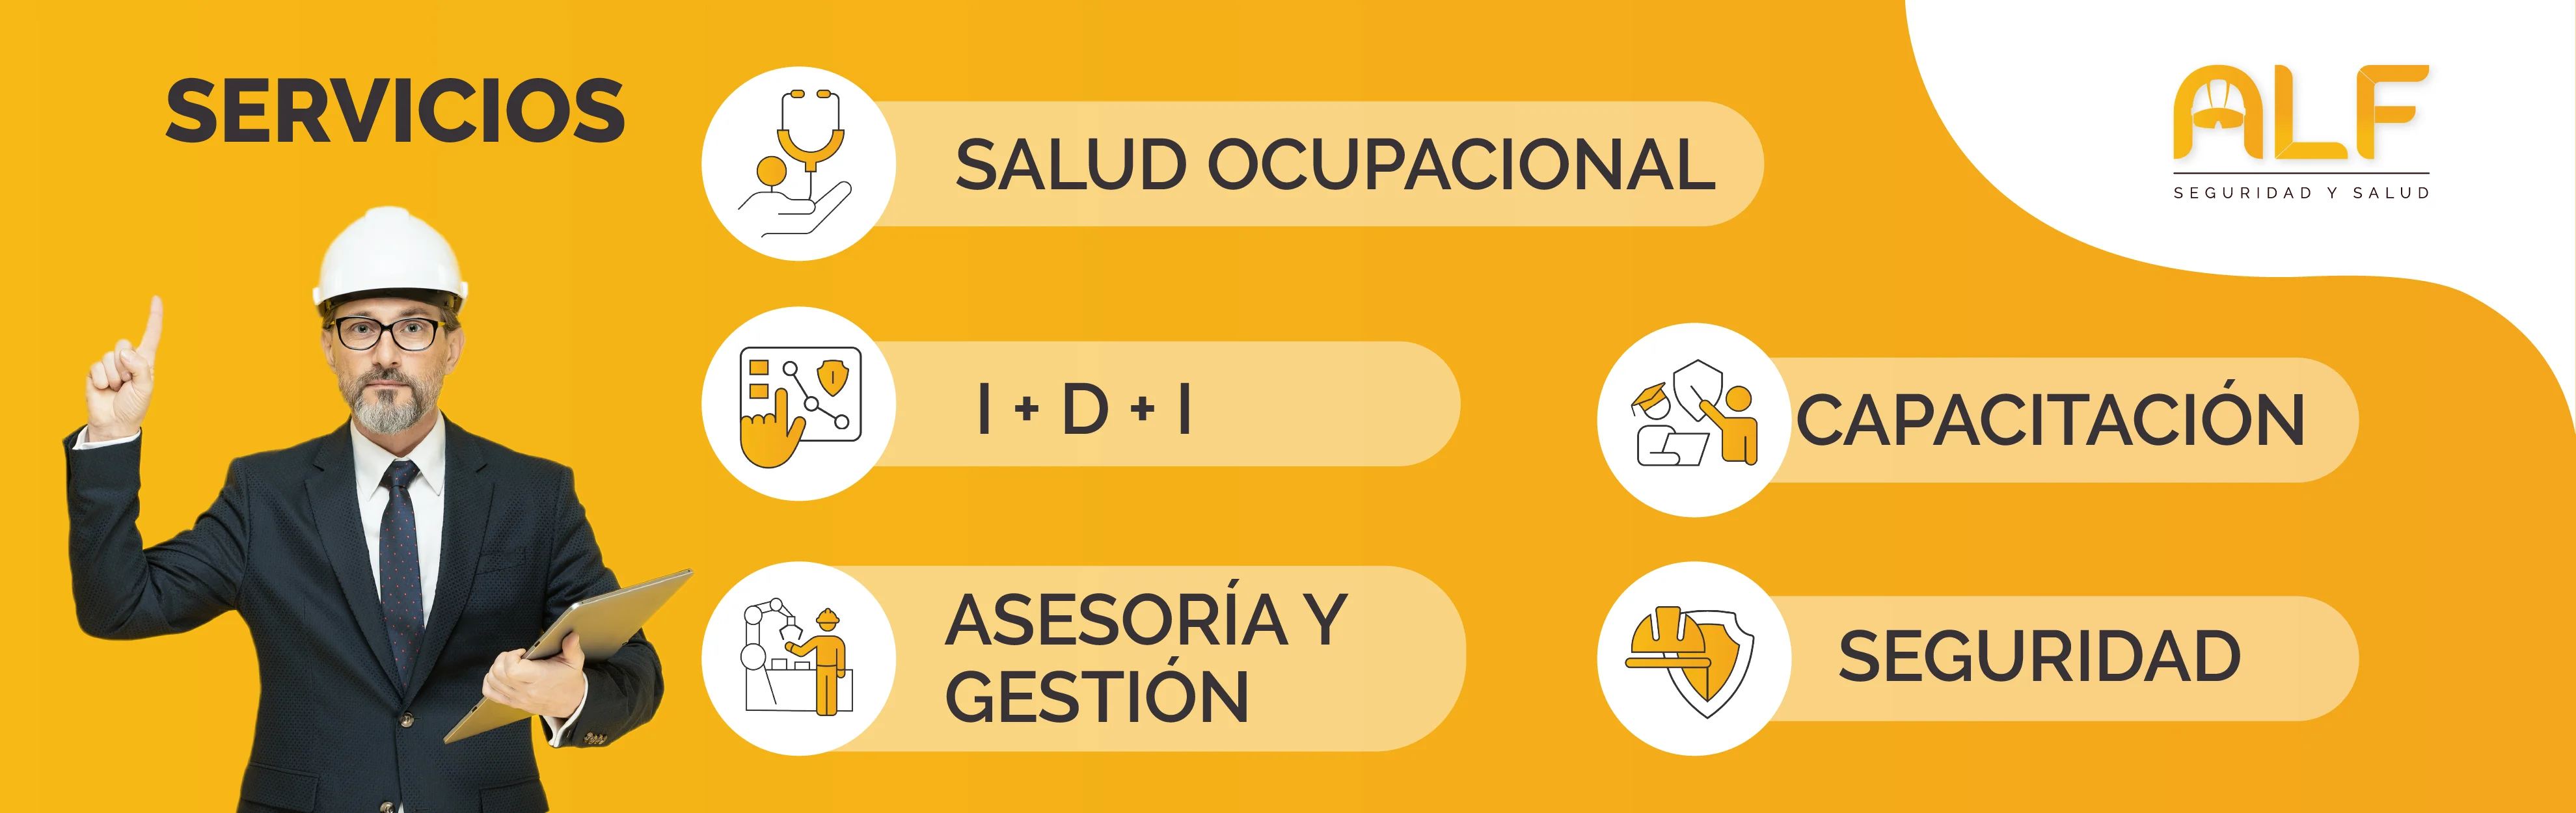 SERVICIOS
SALUD OCUPACIONAL
I + D + I
ASESORÍA Y
GESTIÓN
CAPACITACIÓN
SEGURIDAD
ALF
SEGURIDAD Y SALUD